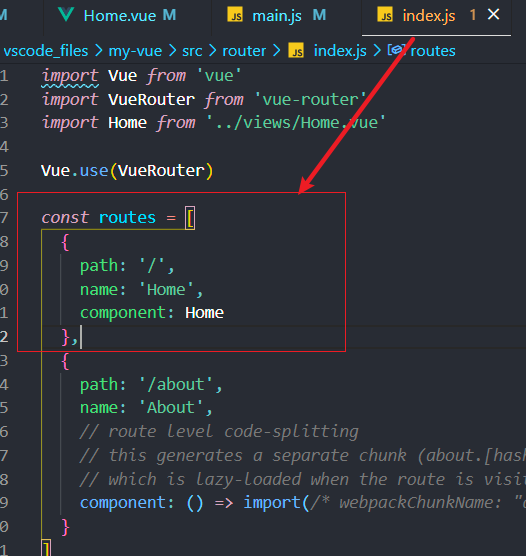 M Home.vue M JS main.js M JS index.js 1 ×
vscode_files > my-vue > src > router > JS index.js > routes
1 import Vue from 'vue'
2 import VueRouter from 'vue-router'
3 import Home from '../views/Home.vue'
4
5 Vue.use(VueRouter)
6
7 const routes = [
8 {
9 path: '/',
0 name: 'Home',
1 component: Home
2 },
3 {
4 path: '/about',
5 name: 'About',
6 // route level code-splitting
7 // this generates a separate chunk (about.[hash
8 // which is lazy-loaded when the route is visi
9 component: () => import(/* webpackChunkName: "a
0 }
1 ]